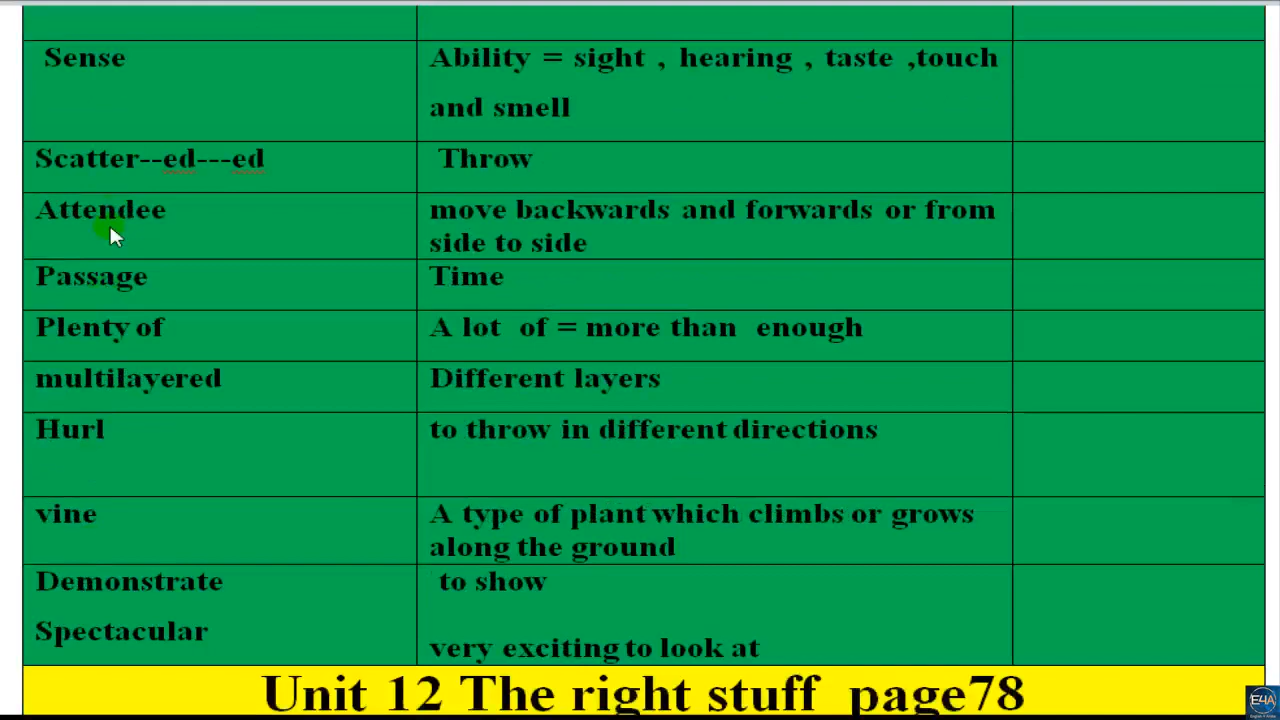 Sense
Ability = sight , hearing , taste ,touch
and smell
Scatter--ed---ed
Throw
Attendee
move backwards and forwards or from
side to side
Passage
Time
Plenty of
A lot of = more than enough
multilayered
Different layers
Hurl
to throw in different directions
vine
A type of plant which climbs or grows
along the ground
Demonstrate
to show
Spectacular
very exciting to look at
Unit 12 The right stuff page78
E4A